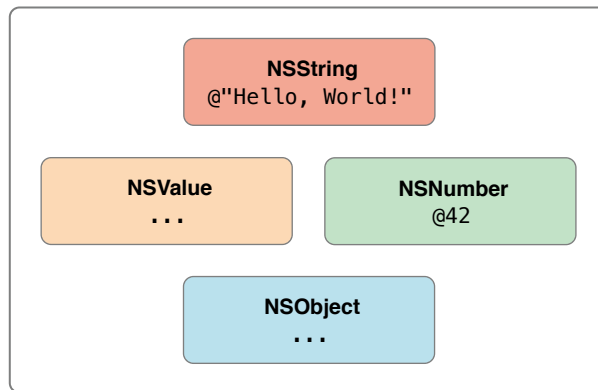 NSString
@"Hello, World!"
NSValue
...
NSNumber
@42
NSObject
...